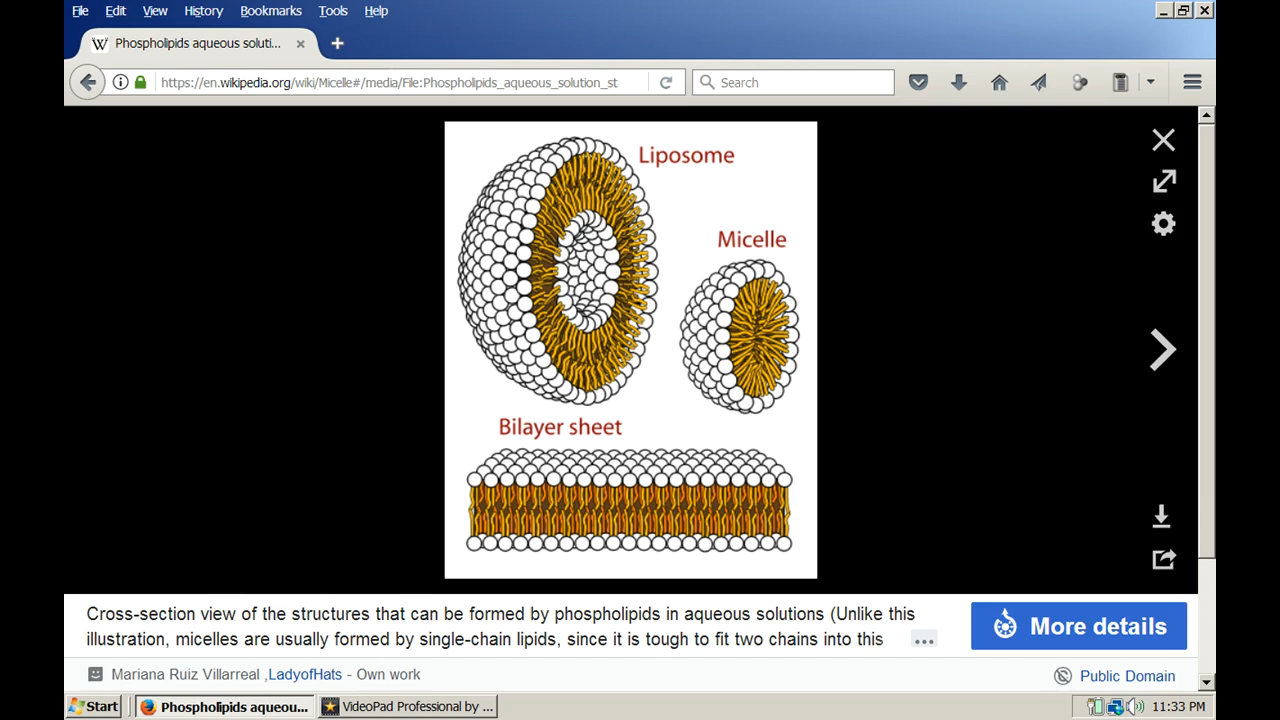 File Edit View History Bookmarks Tools Help
Phospholipids aqueous soluti...
https://en.wikipedia.org/wiki/Micelle#/media/File:Phospholipids_aqueous_solution_st
Search
Liposome
Micelle
Bilayer sheet
Cross-section view of the structures that can be formed by phospholipids in aqueous solutions (Unlike this
illustration, micelles are usually formed by single-chain lipids, since it is tough to fit two chains into this ...
More details
Mariana Ruiz Villarreal ,LadyofHats - Own work
Public Domain
Start Phospholipids aqueou... VideoPad Professional by ... 11:33 PM